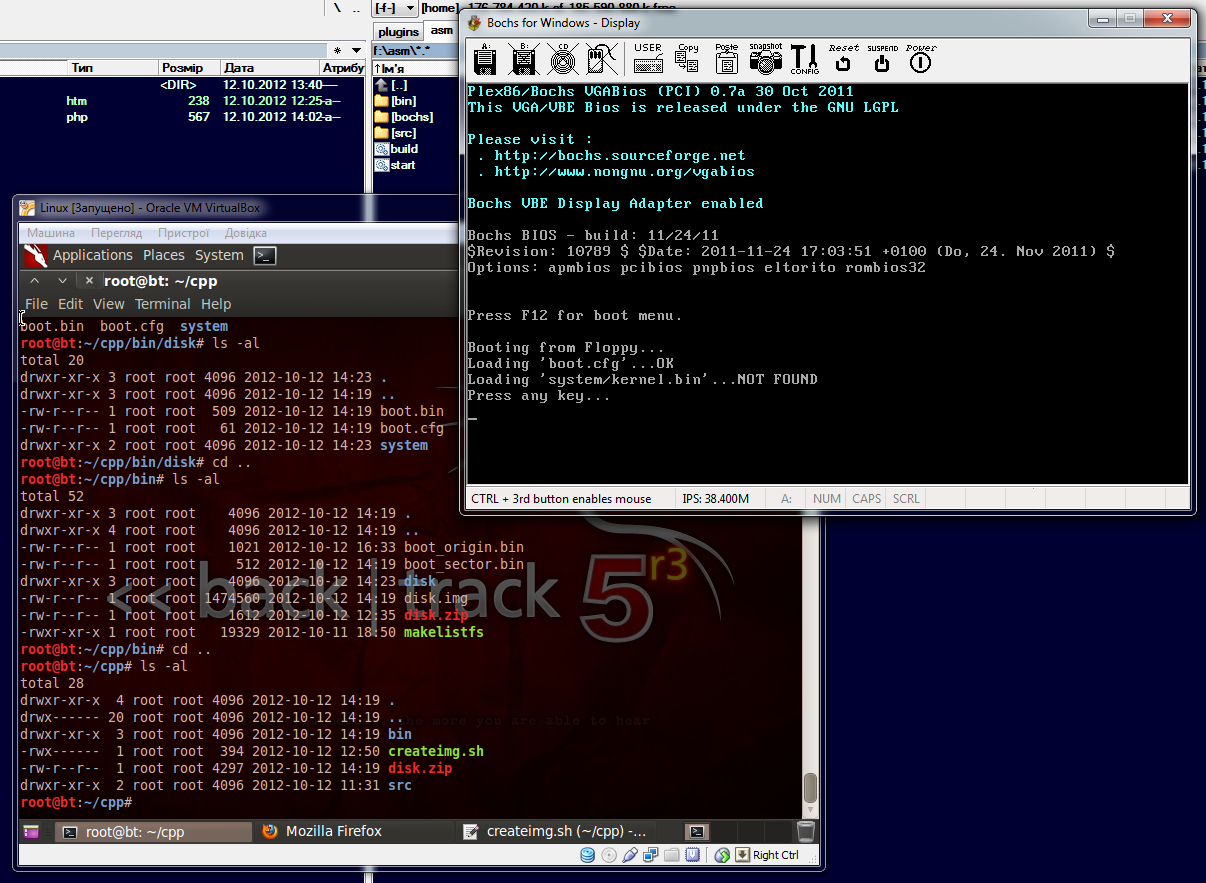 \ ..
[-f-] [home] 176 784 420 k of 185 590 880 k free
plugins asm
* f:\asm\*.*
Тип Розмір Дата Атрибу
↑Ім'я
<DIR> 12.10.2012 13:40----
htm 238 12.10.2012 12:25-a--
php 567 12.10.2012 14:02-a--
[..]
[bin]
[bochs]
[src]
build
start
Bochs for Windows - Display
A: B: CD USER Copy Paste snapshot CONFIG Reset SUSPEND Power
Plex86/Bochs VGABios (PCI) 0.7a 30 Oct 2011
This VGA/VBE Bios is released under the GNU LGPL
Please visit :
. http://bochs.sourceforge.net
. http://www.nongnu.org/vgabios
Bochs VBE Display Adapter enabled
Bochs BIOS - build: 11/24/11
$Revision: 10789 $ $Date: 2011-11-24 17:03:51 +0100 (Do, 24. Nov 2011) $
Options: apmbios pcibios pnpbios eltorito rombios32
Press F12 for boot menu.
Booting from Floppy...
Loading 'boot.cfg'...OK
Loading 'system/kernel.bin'...NOT FOUND
Press any key...
_
CTRL + 3rd button enables mouse IPS: 38.400M A: NUM CAPS SCRL
Linux [Запущено] - Oracle VM VirtualBox
Машина Перегляд Пристрої Довідка
Applications Places System
root@bt: ~/cpp
File Edit View Terminal Help
boot.bin boot.cfg system
root@bt:~/cpp/bin/disk# ls -al
total 20
drwxr-xr-x 3 root root 4096 2012-10-12 14:23 .
drwxr-xr-x 3 root root 4096 2012-10-12 14:19 ..
-rw-r--r-- 1 root root 509 2012-10-12 14:19 boot.bin
-rw-r--r-- 1 root root 61 2012-10-12 14:19 boot.cfg
drwxr-xr-x 2 root root 4096 2012-10-12 14:23 system
root@bt:~/cpp/bin/disk# cd ..
root@bt:~/cpp/bin# ls -al
total 52
drwxr-xr-x 3 root root 4096 2012-10-12 14:19 .
drwxr-xr-x 4 root root 4096 2012-10-12 14:19 ..
-rw-r--r-- 1 root root 1021 2012-10-12 16:33 boot_origin.bin
-rw-r--r-- 1 root root 512 2012-10-12 14:19 boot_sector.bin
drwxr-xr-x 3 root root 4096 2012-10-12 14:23 disk
-rw-r--r-- 1 root root 1474560 2012-10-12 14:19 disk.img
-rw-r--r-- 1 root root 1612 2012-10-12 12:35 disk.zip
-rwxr-xr-x 1 root root 19329 2012-10-11 18:50 makelistfs
root@bt:~/cpp/bin# cd ..
root@bt:~/cpp# ls -al
total 28
drwxr-xr-x 4 root root 4096 2012-10-12 14:19 .
drwx------ 20 root root 4096 2012-10-12 14:19 ..
drwxr-xr-x 3 root root 4096 2012-10-12 14:19 bin
-rwx------ 1 root root 394 2012-10-12 12:50 createimg.sh
-rw-r--r-- 1 root root 4297 2012-10-12 14:19 disk.zip
drwxr-xr-x 2 root root 4096 2012-10-12 11:31 src
root@bt:~/cpp#
<< back | track 5 r3
the more you are able to hear
root@bt: ~/cpp Mozilla Firefox createimg.sh (~/cpp) -...
Right Ctrl